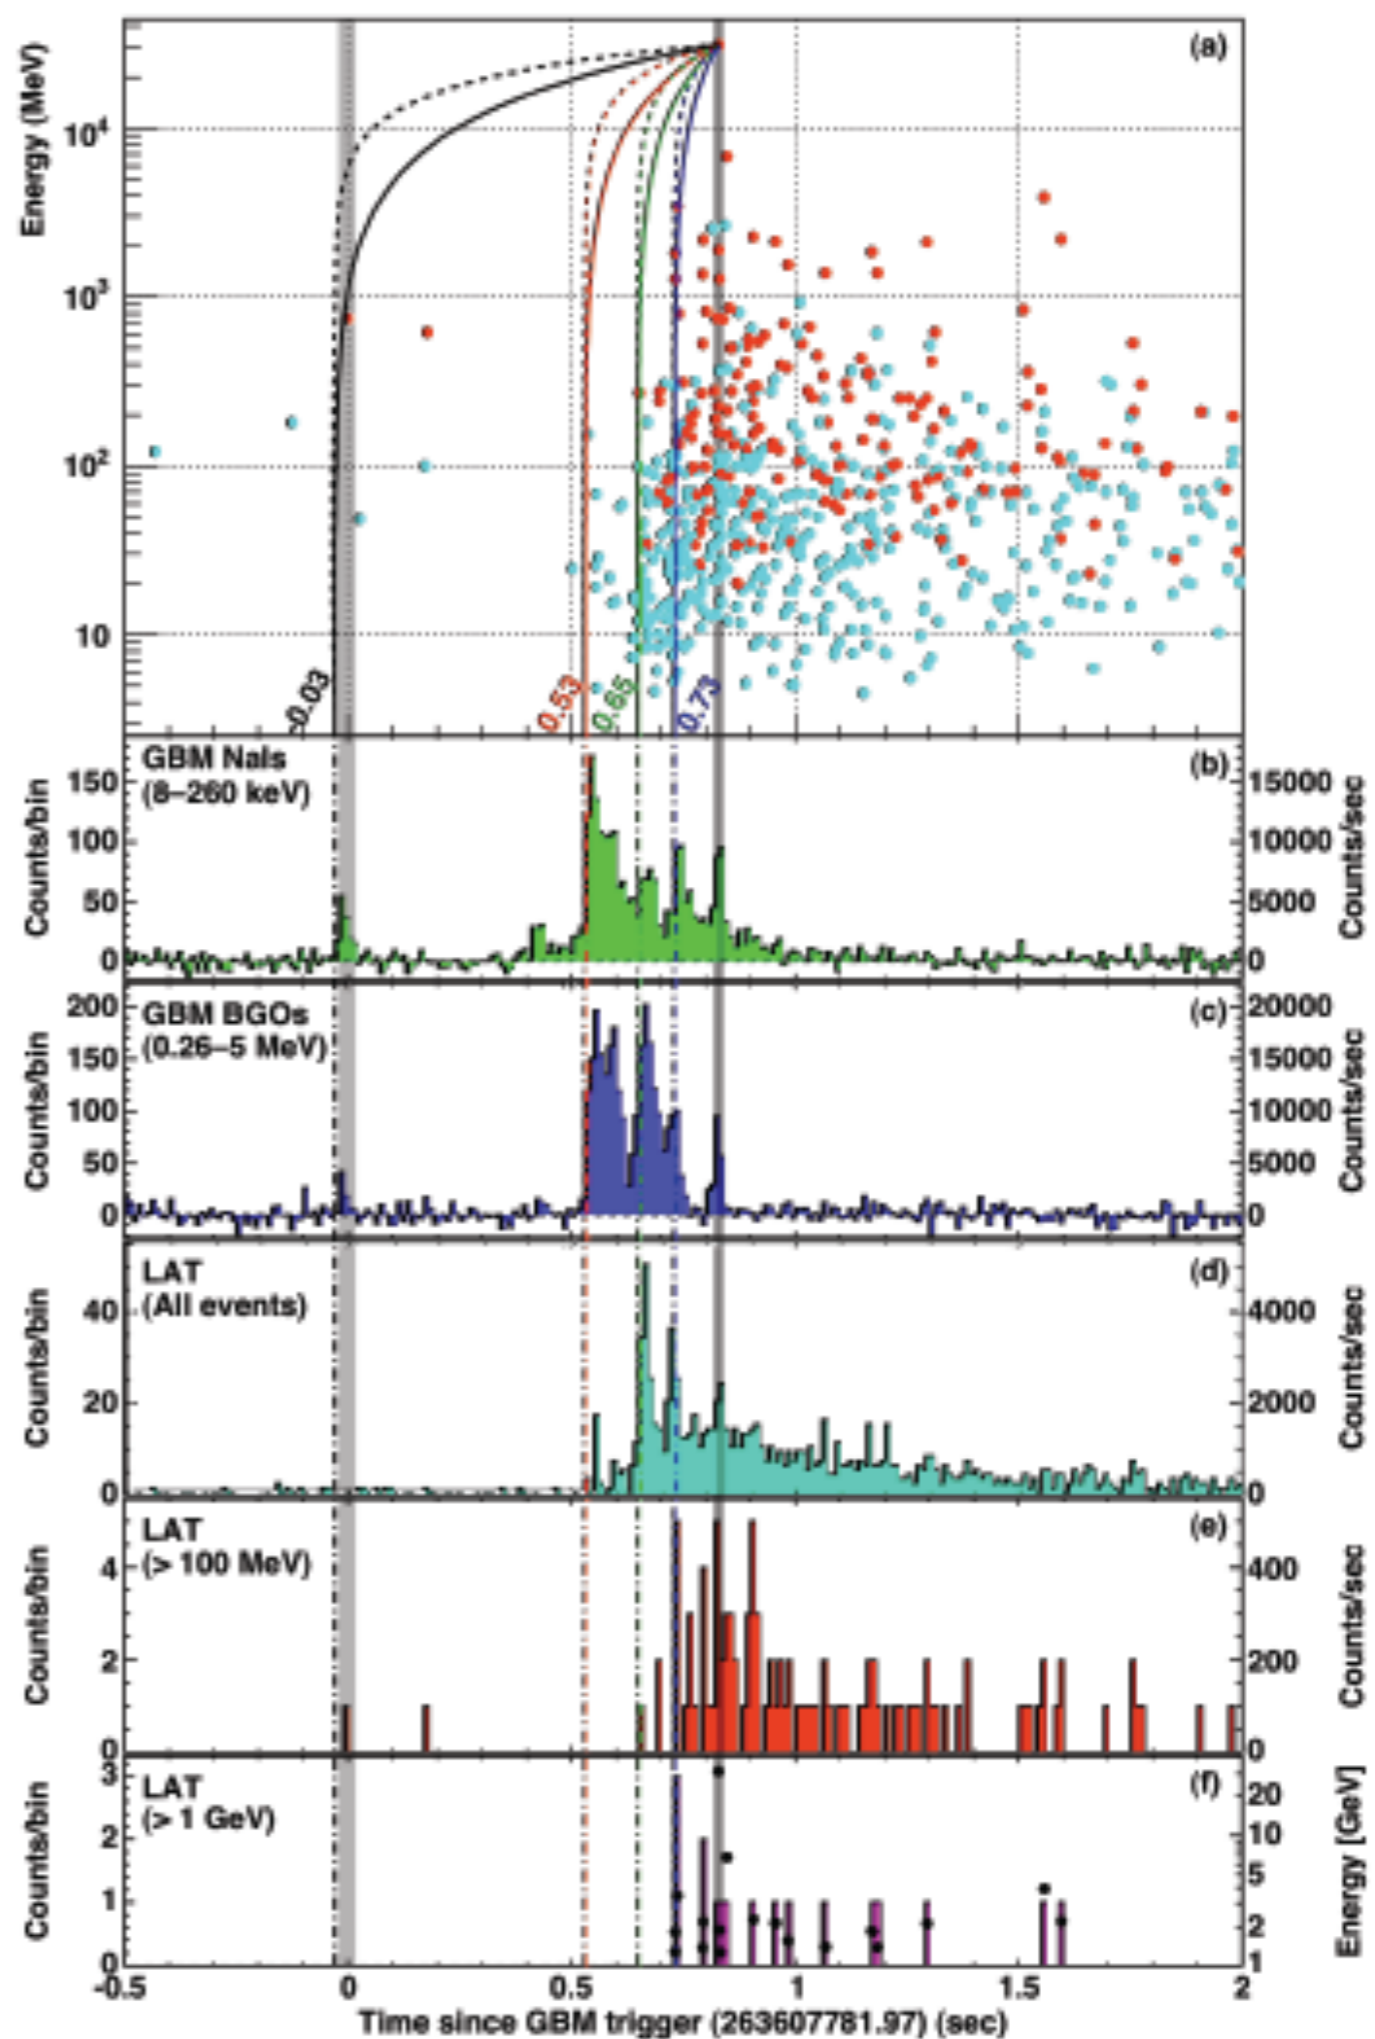 (a)
Energy (MeV)
10⁴
10³
10²
10
-0.03
0.53
0.65
0.73
GBM NaIs
(8–260 keV)
(b)
Counts/bin
150
100
50
0
15000
10000
5000
0
Counts/sec
GBM BGOs
(0.26–5 MeV)
(c)
Counts/bin
200
150
100
50
0
20000
15000
10000
5000
0
Counts/sec
LAT
(All events)
(d)
Counts/bin
40
20
0
4000
2000
0
Counts/sec
LAT
(> 100 MeV)
(e)
Counts/bin
4
2
0
400
200
0
Counts/sec
LAT
(> 1 GeV)
(f)
Counts/bin
3
2
1
0
20
10
5
2
1
Energy [GeV]
-0.5 0 0.5 1 1.5 2
Time since GBM trigger (263607781.97) (sec)